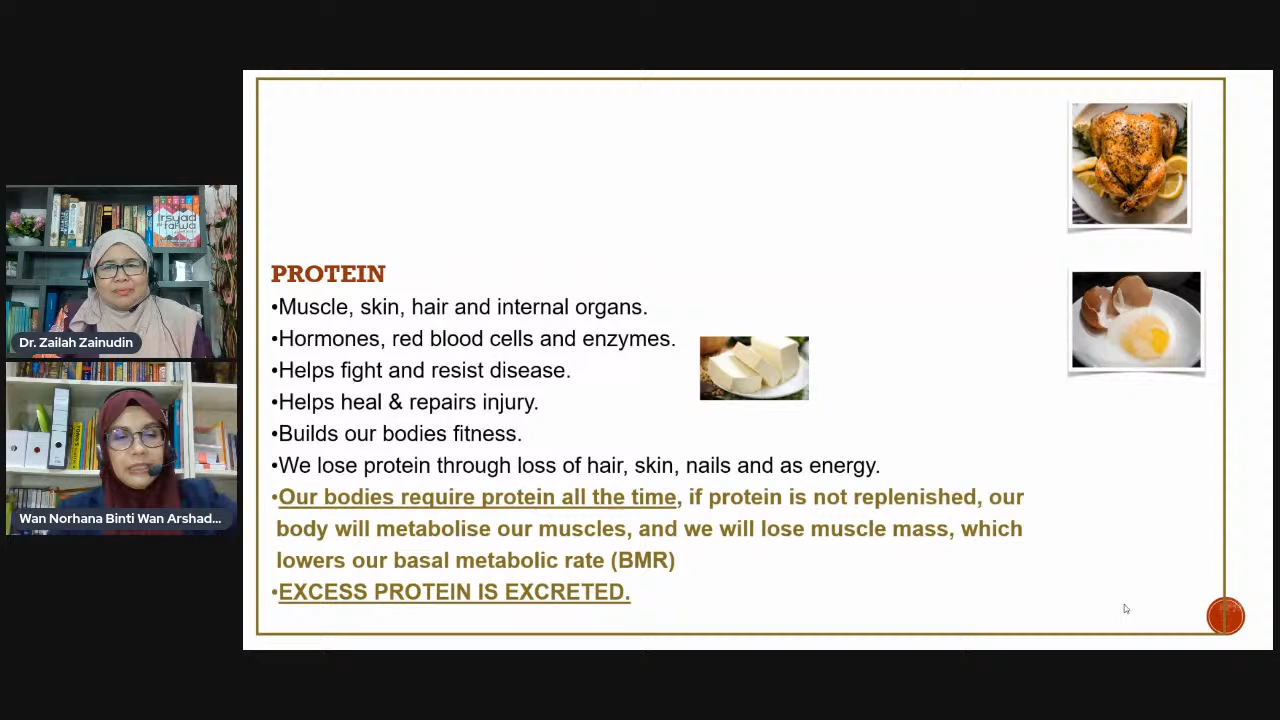 PROTEIN
•Muscle, skin, hair and internal organs.
•Hormones, red blood cells and enzymes.
•Helps fight and resist disease.
•Helps heal & repairs injury.
•Builds our bodies fitness.
•We lose protein through loss of hair, skin, nails and as energy.
•Our bodies require protein all the time, if protein is not replenished, our
body will metabolise our muscles, and we will lose muscle mass, which
lowers our basal metabolic rate (BMR)
•EXCESS PROTEIN IS EXCRETED.
irsyad
fatwa
Dr. Zailah Zainudin
Wan Norhana Binti Wan Arshad...